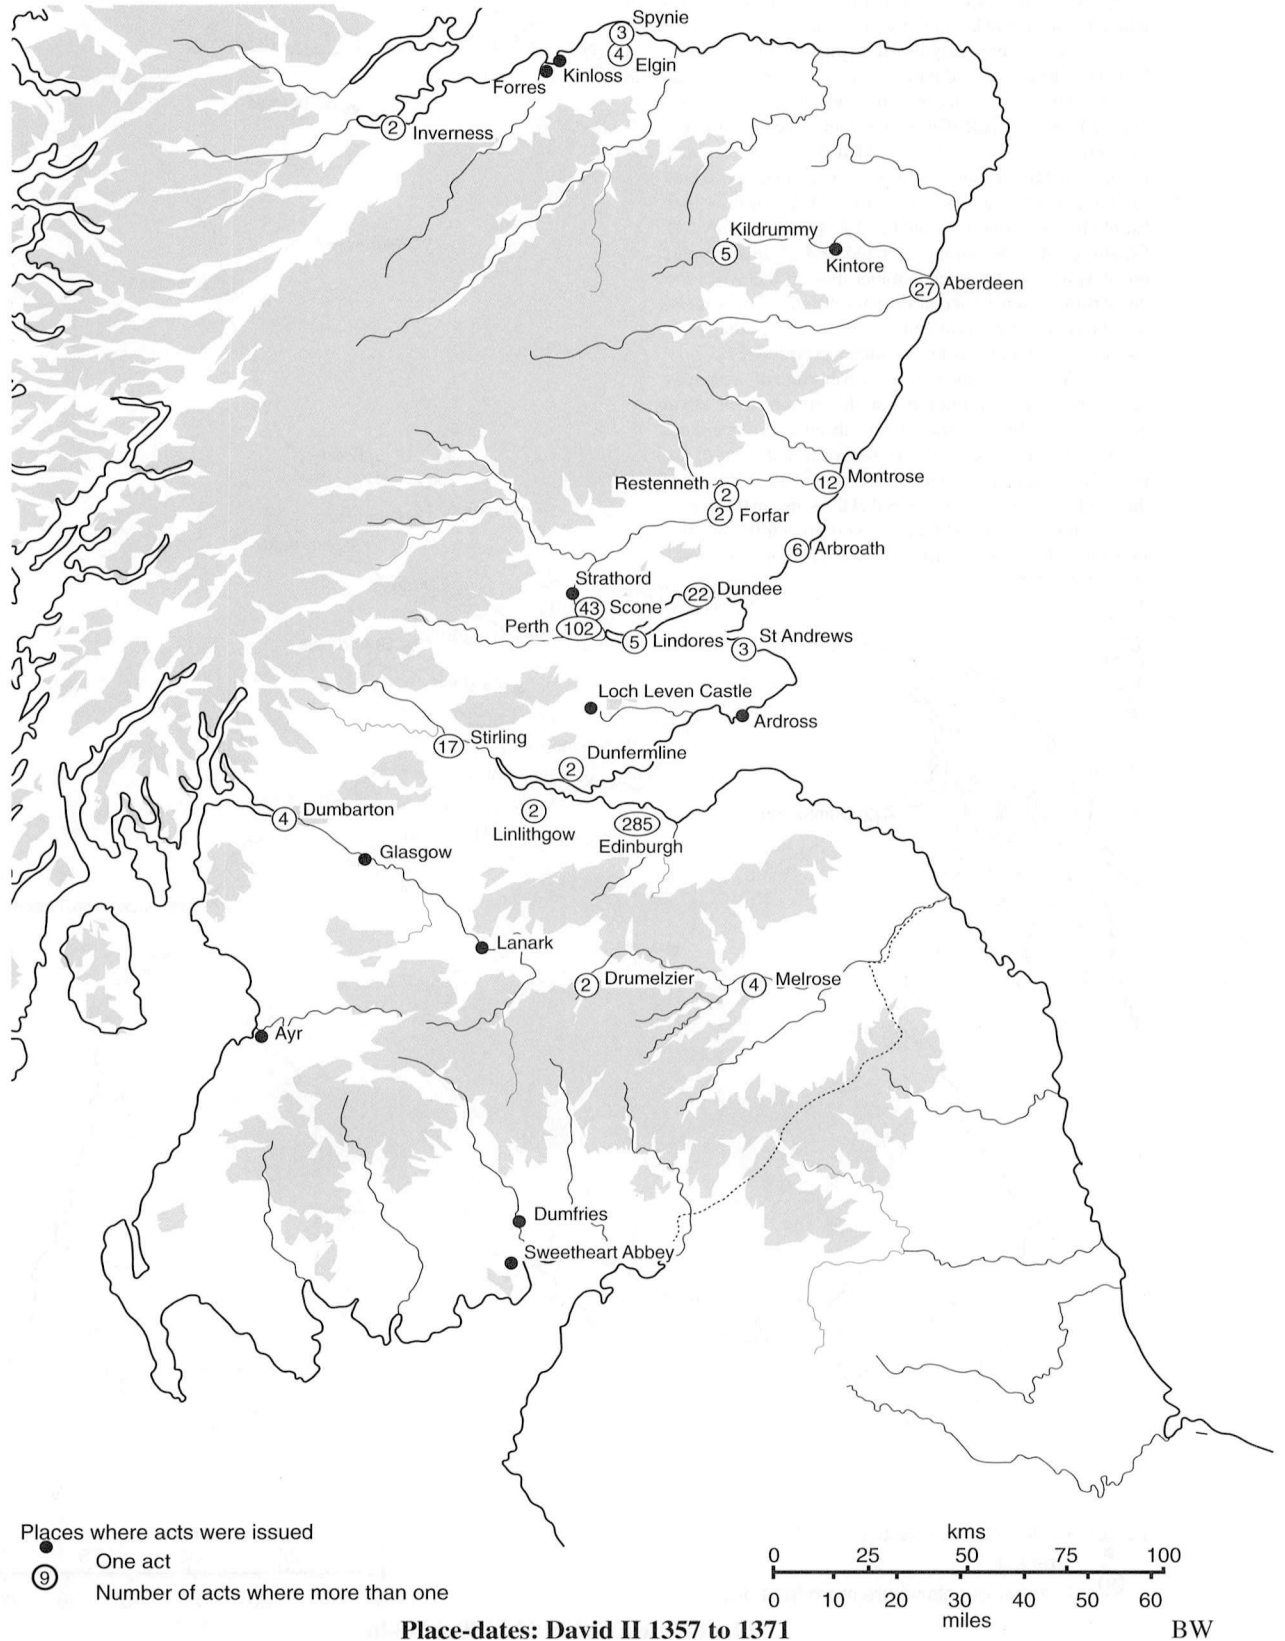 Spynie
3
4
Elgin
Kinloss
Forres
2
Inverness
Kildrummy
5
Kintore
27
Aberdeen
Restenneth
2
12
Montrose
2
Forfar
6
Arbroath
Strathord
22
Dundee
43
Scone
Perth
102
5
Lindores
St Andrews
3
Loch Leven Castle
Ardross
17
Stirling
Dunfermline
2
4
Dumbarton
2
Linlithgow
285
Edinburgh
Glasgow
Lanark
2
Drumelzier
4
Melrose
Ayr
Dumfries
Sweetheart Abbey
Places where acts were issued
One act
9
Number of acts where more than one
kms
0 25 50 75 100
0 10 20 30 40 50 60
miles
Place-dates: David II 1357 to 1371
BW